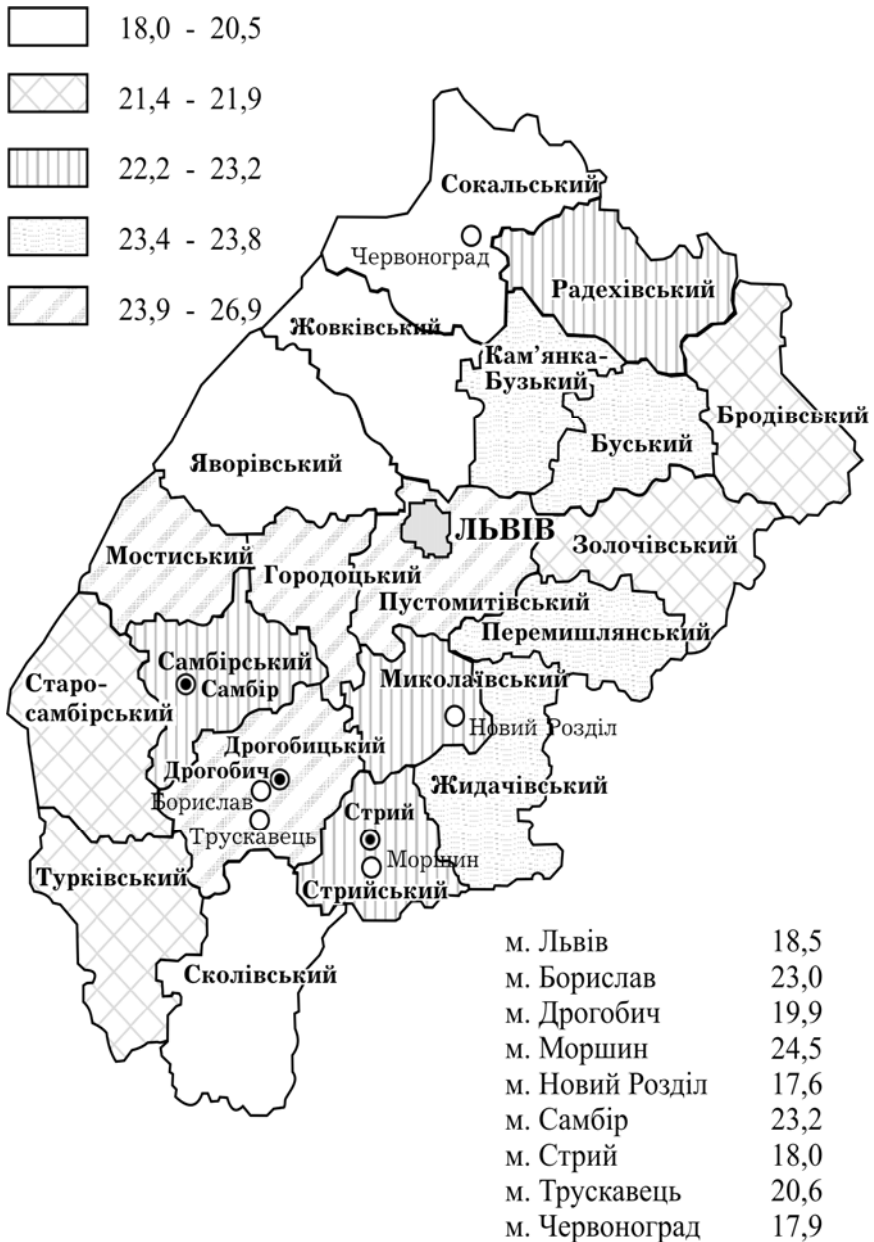 18,0 - 20,5
21,4 - 21,9
22,2 - 23,2
23,4 - 23,8
23,9 - 26,9
Сокальський
Червоноград
Радехівський
Жовківський
Кам’янка-
Бузький
Бродівський
Буський
Яворівський
ЛЬВІВ
Мостиський
Городоцький
Золочівський
Пустомитівський
Перемишлянський
Самбірський
Самбір
Старо-
самбірський
Миколаївський
Новий Розділ
Дрогобицький
Дрогобич
Борислав
Трускавець
Жидачівський
Стрий
Моршин
Стрийський
Турківський
Сколівський
м. Львів 18,5
м. Борислав 23,0
м. Дрогобич 19,9
м. Моршин 24,5
м. Новий Розділ 17,6
м. Самбір 23,2
м. Стрий 18,0
м. Трускавець 20,6
м. Червоноград 17,9